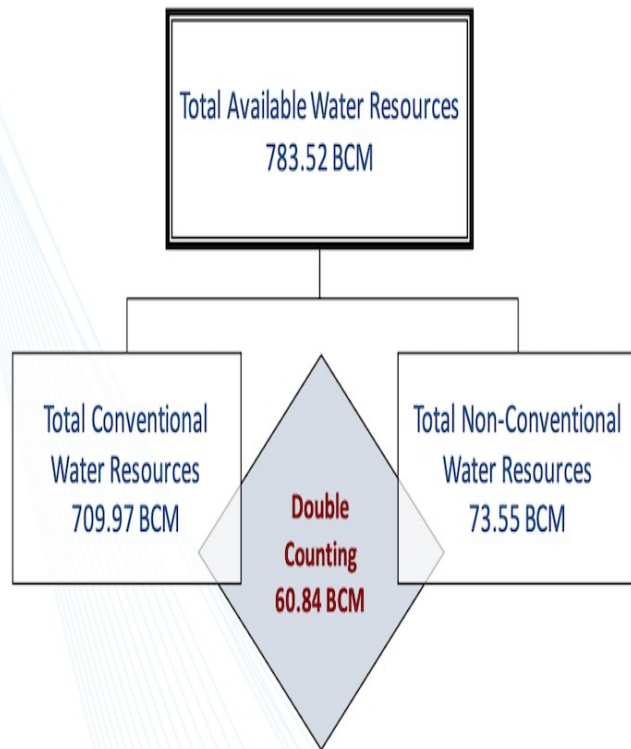 Total Available Water Resources
783.52 BCM
Total Conventional
Water Resources
709.97 BCM
Double
Counting
60.84 BCM
Total Non-Conventional
Water Resources
73.55 BCM